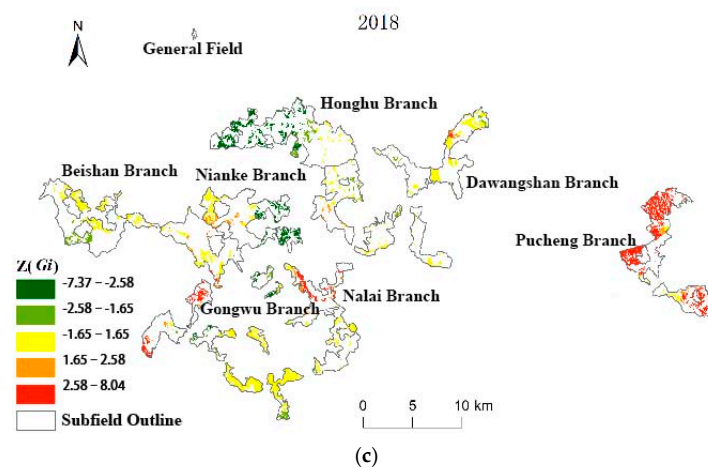 2018
N
General Field
Honghu Branch
Beishan Branch
Nianke Branch
Dawangshan Branch
Pucheng Branch
Z(Gi)
-7.37 – -2.58
-2.58 – -1.65
-1.65 – 1.65
1.65 – 2.58
2.58 – 8.04
Subfield Outline
Gongwu Branch
Nalai Branch
0 5 10 km
(c)